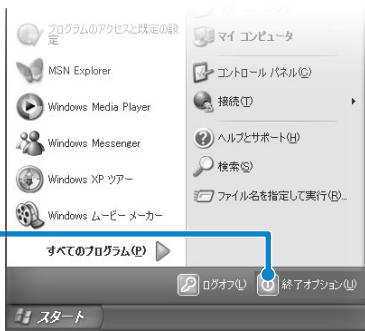 プログラムのアクセスと既定の設
定
MSN Explorer
Windows Media Player
Windows Messenger
Windows XP ツアー
Windows ムービー メーカー
すべてのプログラム(P)
マイ コンピュータ
コントロール パネル(C)
接続(T)
ヘルプとサポート(H)
検索(S)
ファイル名を指定して実行(R)...
ログオフ(L)
終了オプション(U)
スタート